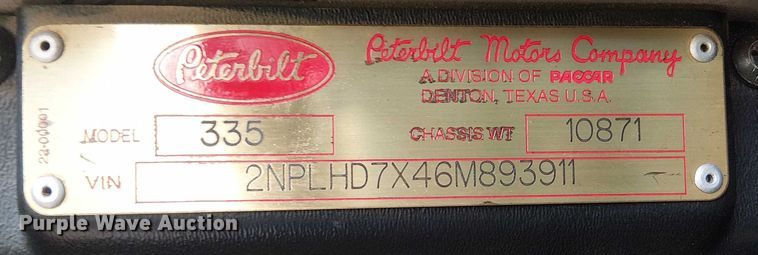 Peterbilt
Peterbilt Motors Company
A DIVISION OF PACCAR
DENTON, TEXAS U.S.A.
MODEL 335 CHASSIS WT 10871
VIN 2NPLHD7X46M893911
Purple Wave Auction